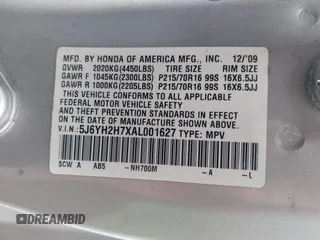 MFD. BY HONDA OF AMERICA MFG., INC. 12/'09
GVWR 2020KG(4450LBS) TIRE SIZE RIM SIZE
GAWR F 1045KG(2300LBS) P215/70R16 99S 16X6.5JJ
GAWR R 1000KG(2205LBS) P215/70R16 99S 16X6.5JJ
THIS VEHICLE CONFORMS TO ALL APPLICABLE
FEDERAL MOTOR VEHICLE SAFETY
AND THEFT PREVENTION STANDARDS IN EFFECT
ON THE DATE OF MANUFACTURE SHOWN ABOVE.
V.I.N.:5J6YH2H7XAL001627 TYPE: MPV
SCW A AB5 -NH700M -A -L
DREAMBID